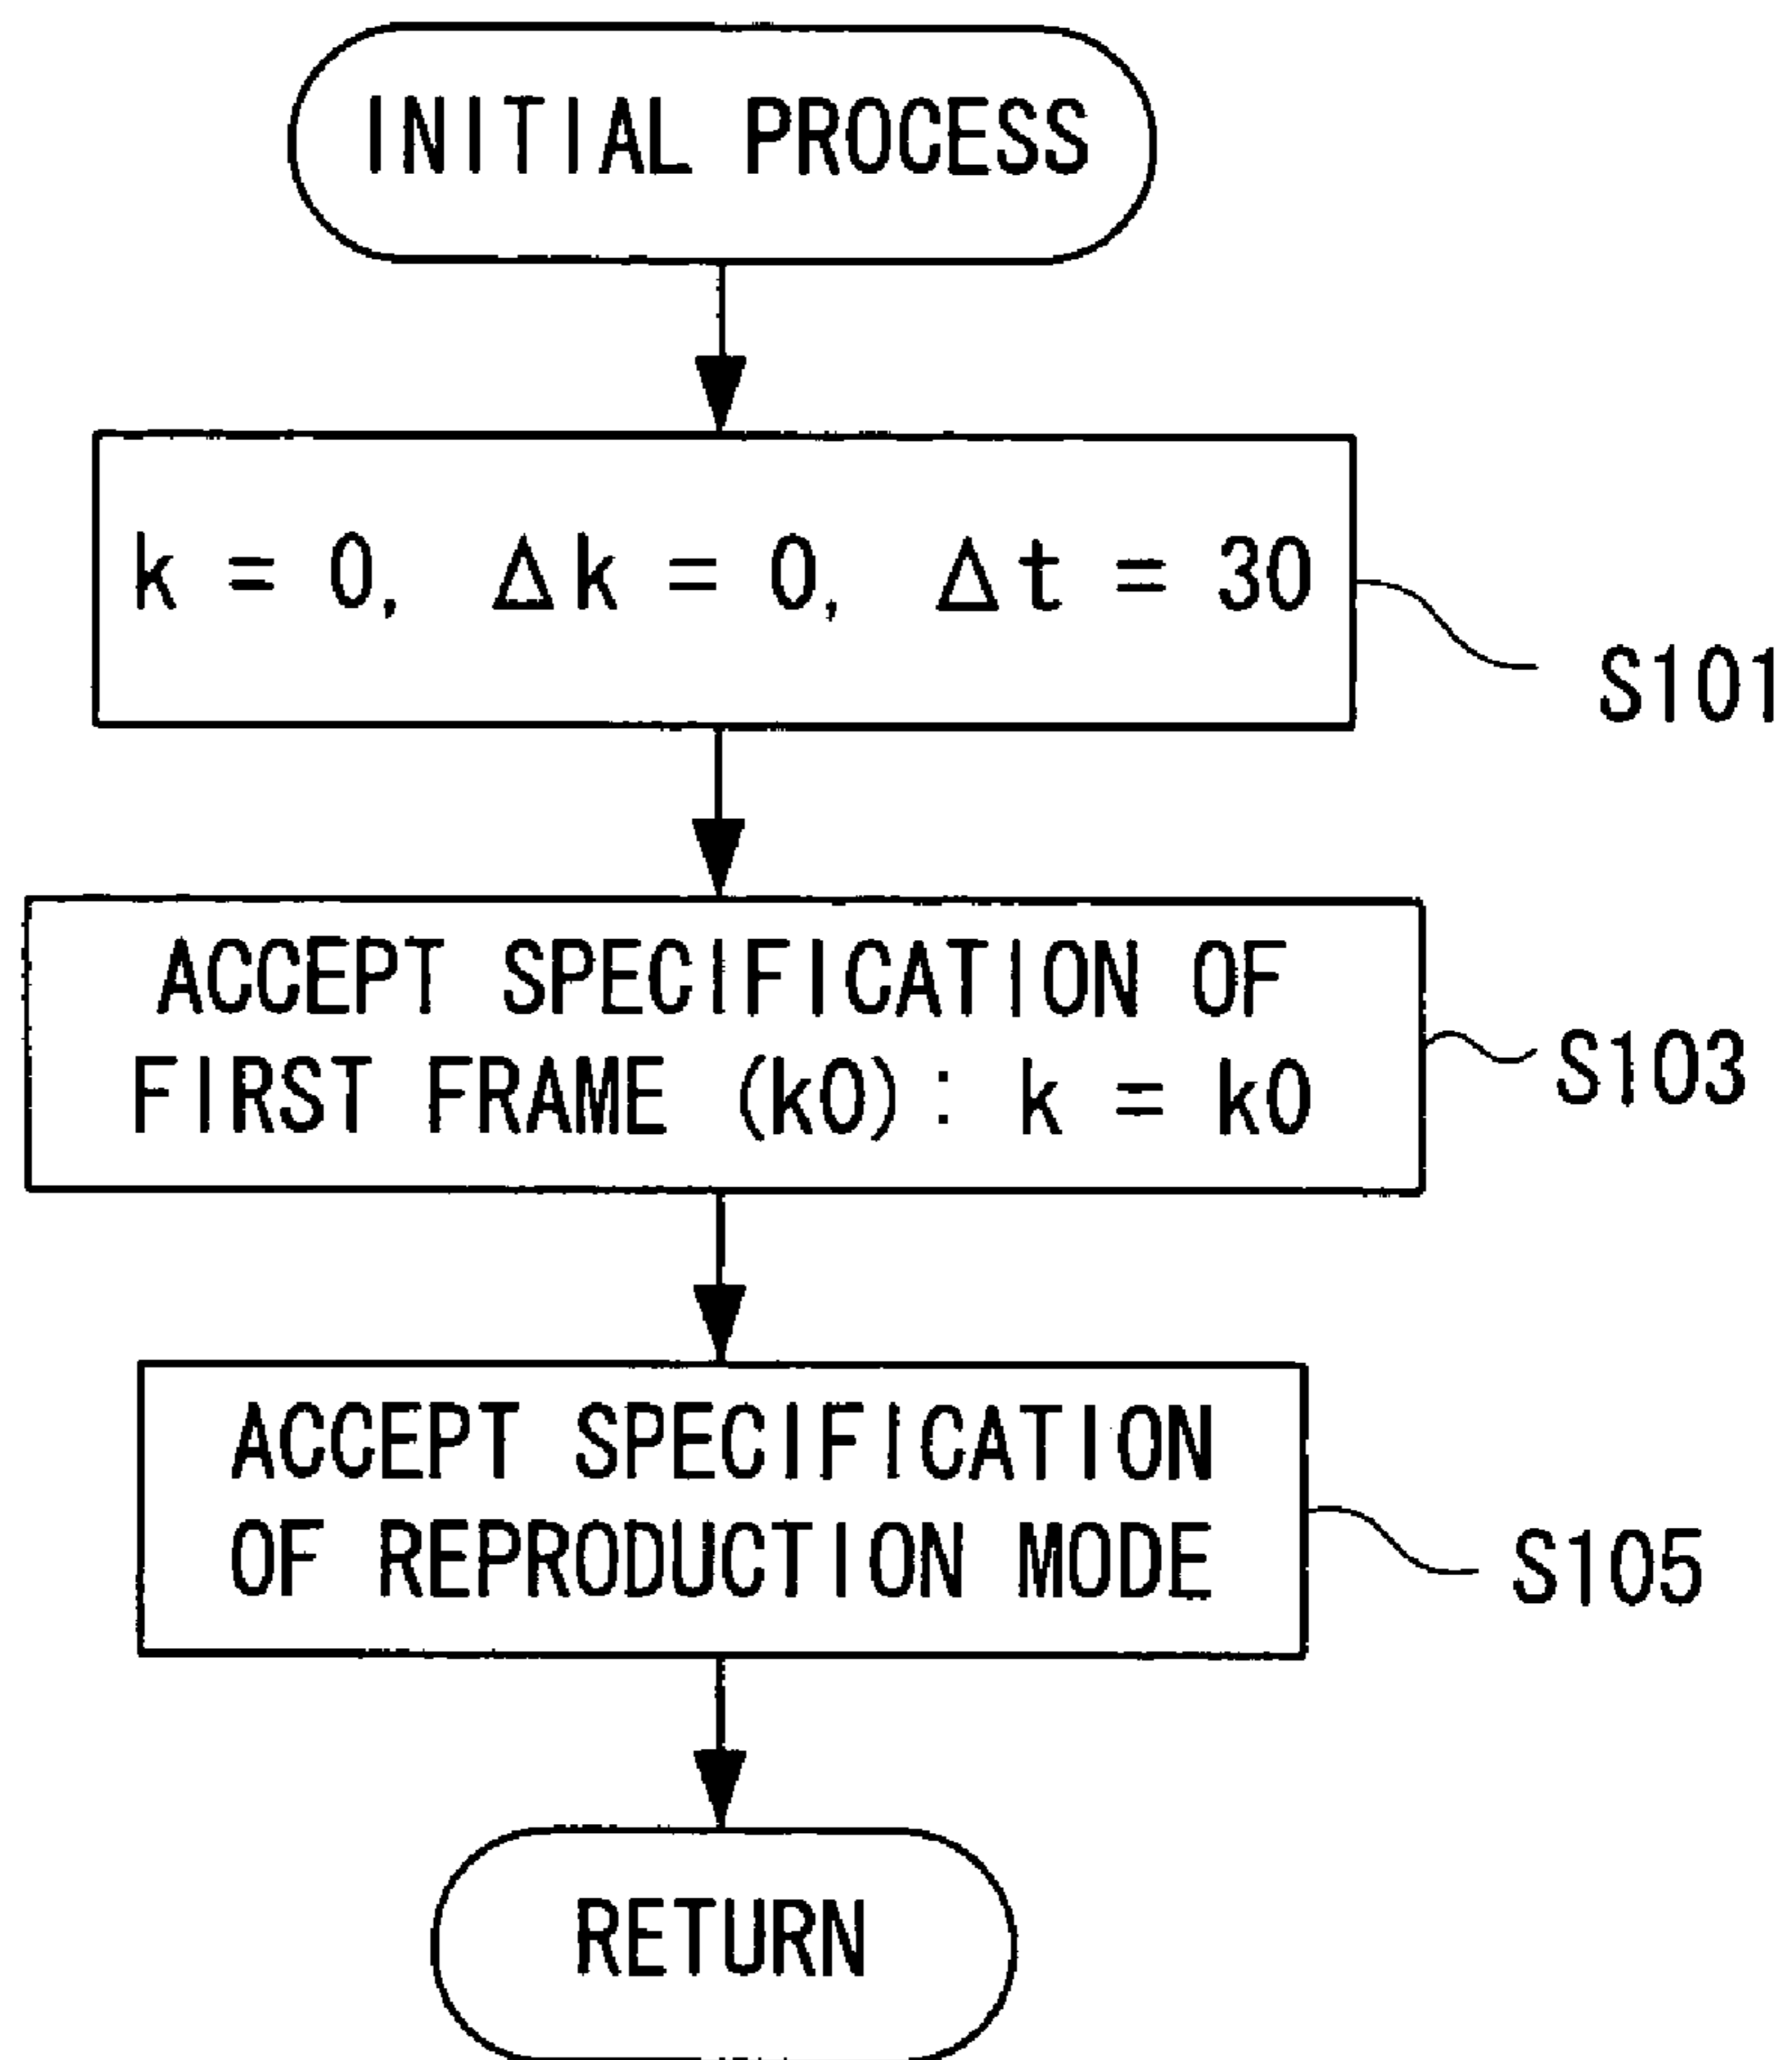 INITIAL PROCESS
k = 0, Δk = 0, Δt = 30
S101
ACCEPT SPECIFICATION OF
FIRST FRAME (k0): k = k0
S103
ACCEPT SPECIFICATION
OF REPRODUCTION MODE
S105
RETURN